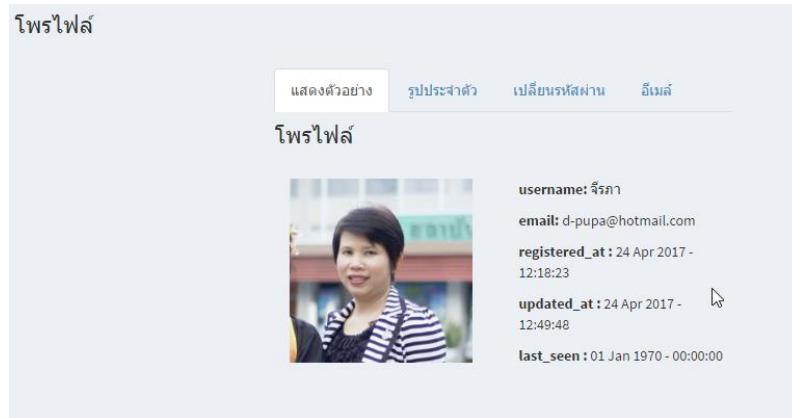 โพรไฟล์
แสดงตัวอย่าง รูปประจำตัว เปลี่ยนรหัสผ่าน อีเมล์
โพรไฟล์
username: จีรภา
email: d-pupa@hotmail.com
registered_at : 24 Apr 2017 -
12:18:23
updated_at : 24 Apr 2017 -
12:49:48
last_seen : 01 Jan 1970 - 00:00:00